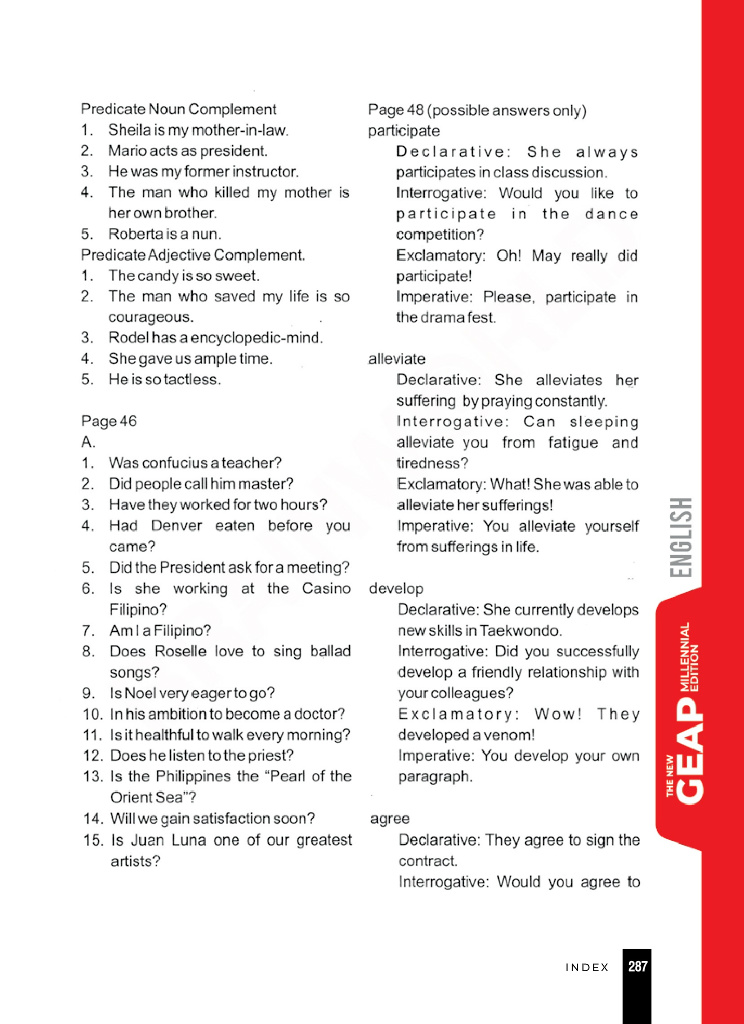 Predicate Noun Complement
1. Sheila is my mother-in-law.
2. Mario acts as president.
3. He was my former instructor.
4. The man who killed my mother is
her own brother.
5. Roberta is a nun.
Predicate Adjective Complement.
1. The candy is so sweet.
2. The man who saved my life is so
courageous.
3. Rodel has a encyclopedic-mind.
4. She gave us ample time.
5. He is so tactless.
Page 46
A.
1. Was confucius a teacher?
2. Did people call him master?
3. Have they worked for two hours?
4. Had Denver eaten before you
came?
5. Did the President ask for a meeting?
6. Is she working at the Casino
Filipino?
7. Am I a Filipino?
8. Does Roselle love to sing ballad
songs?
9. Is Noel very eager to go?
10. In his ambition to become a doctor?
11. Is it healthful to walk every morning?
12. Does he listen to the priest?
13. Is the Philippines the “Pearl of the
Orient Sea”?
14. Will we gain satisfaction soon?
15. Is Juan Luna one of our greatest
artists?
Page 48 (possible answers only)
participate
Declarative: She always
participates in class discussion.
Interrogative: Would you like to
participate in the dance
competition?
Exclamatory: Oh! May really did
participate!
Imperative: Please, participate in
the drama fest.
alleviate
Declarative: She alleviates her
suffering by praying constantly.
Interrogative: Can sleeping
alleviate you from fatigue and
tiredness?
Exclamatory: What! She was able to
alleviate her sufferings!
Imperative: You alleviate yourself
from sufferings in life.
develop
Declarative: She currently develops
new skills in Taekwondo.
Interrogative: Did you successfully
develop a friendly relationship with
your colleagues?
Exclamatory: Wow! They
developed a venom!
Imperative: You develop your own
paragraph.
agree
Declarative: They agree to sign the
contract.
Interrogative: Would you agree to
ENGLISH
THE NEW
GEAP
MILLENNIAL
EDITION
INDEX 287